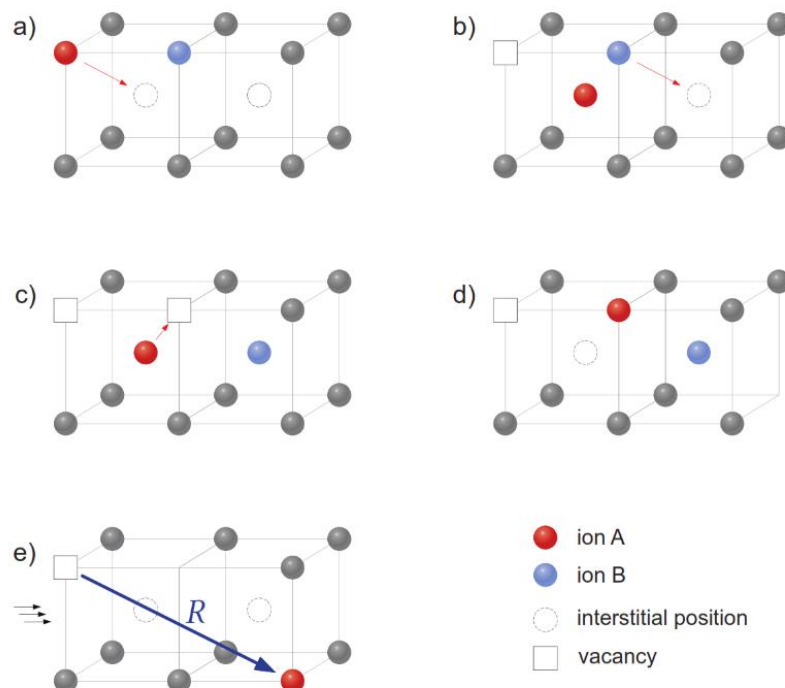 a)
b)
c)
d)
e)
R
ion A
ion B
interstitial position
vacancy